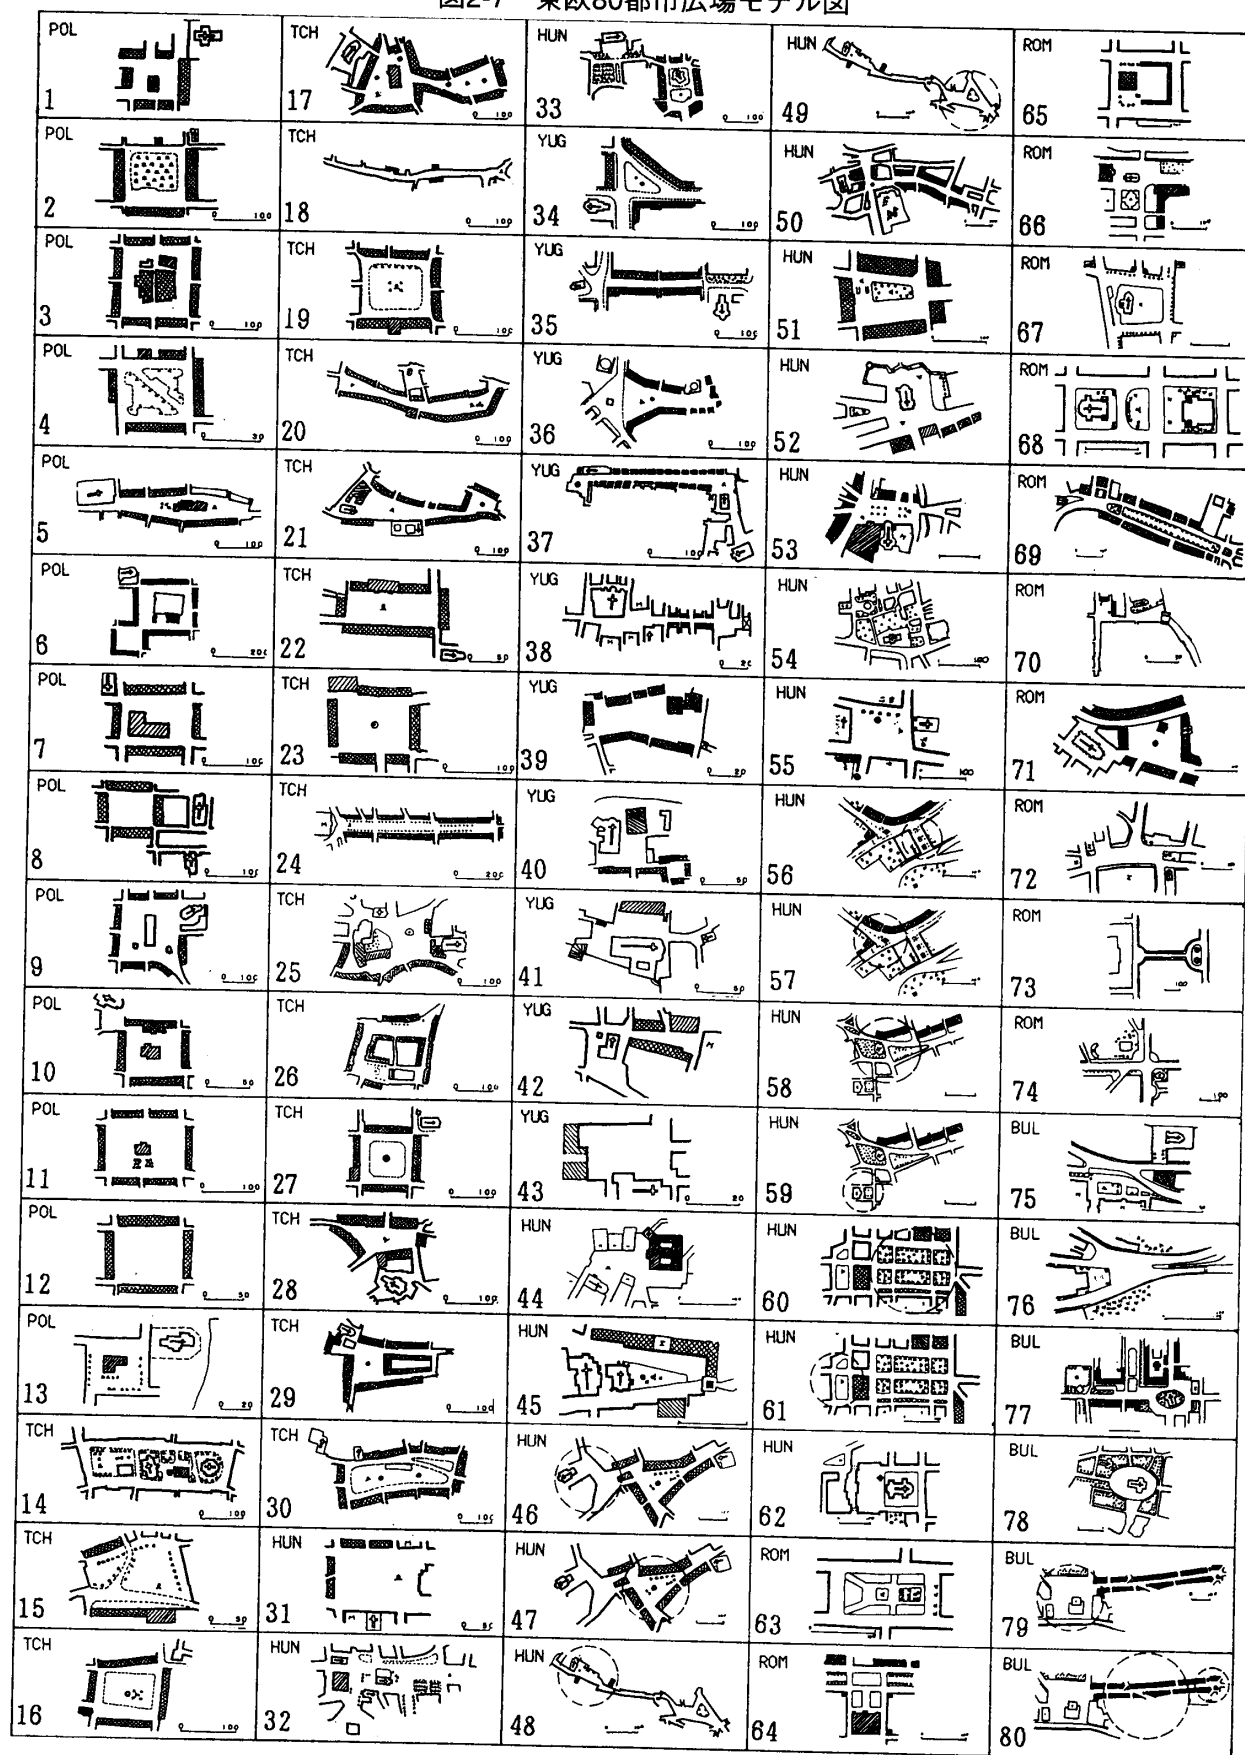 図2-7　東欧80都市広場モデル図
POL
1
POL
2
POL
3
POL
4
POL
5
POL
6
POL
7
POL
8
POL
9
POL
10
POL
11
POL
12
POL
13
TCH
14
TCH
15
TCH
16
TCH
17
TCH
18
TCH
19
TCH
20
TCH
21
TCH
22
TCH
23
TCH
24
TCH
25
TCH
26
TCH
27
TCH
28
TCH
29
TCH
30
HUN
31
HUN
32
HUN
33
YUG
34
YUG
35
YUG
36
YUG
37
YUG
38
YUG
39
YUG
40
YUG
41
YUG
42
YUG
43
HUN
44
HUN
45
HUN
46
HUN
47
HUN
48
HUN
49
HUN
50
HUN
51
HUN
52
HUN
53
HUN
54
HUN
55
HUN
56
HUN
57
HUN
58
HUN
59
HUN
60
HUN
61
HUN
62
ROM
63
ROM
64
ROM
65
ROM
66
ROM
67
ROM
68
ROM
69
ROM
70
ROM
71
ROM
72
ROM
73
ROM
74
BUL
75
BUL
76
BUL
77
BUL
78
BUL
79
BUL
80